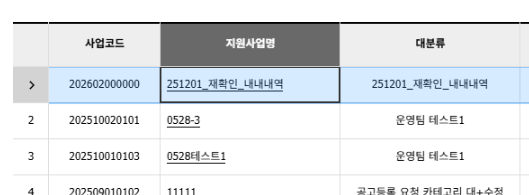 사업코드 지원사업명 대분류
> 202602000000 251201_재확인_내내내역 251201_재확인_내내내역
2 202510020101 0528-3 운영팀 테스트1
3 202510010103 0528테스트1 운영팀 테스트1
4 202509010102 11111 공고등록 요청 카테고리 대+수정